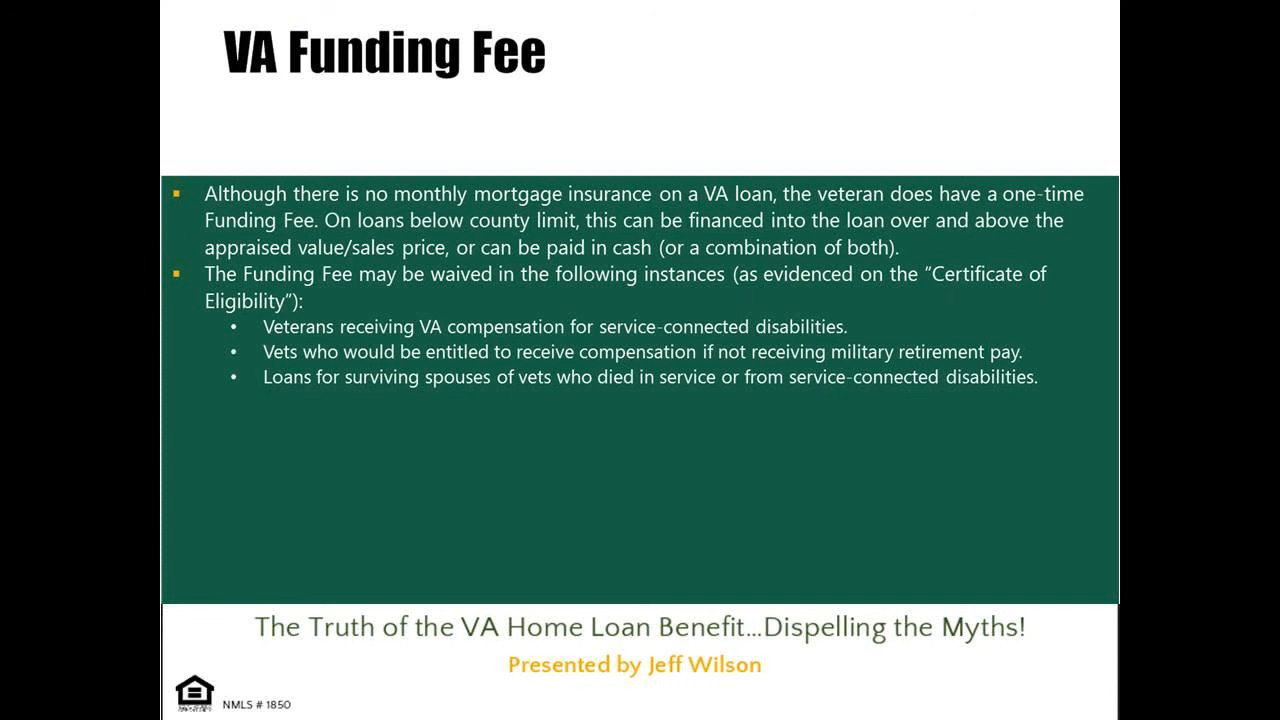 VA Funding Fee
▪ Although there is no monthly mortgage insurance on a VA loan, the veteran does have a one-time
Funding Fee. On loans below county limit, this can be financed into the loan over and above the
appraised value/sales price, or can be paid in cash (or a combination of both).
▪ The Funding Fee may be waived in the following instances (as evidenced on the “Certificate of
Eligibility”):
• Veterans receiving VA compensation for service-connected disabilities.
• Vets who would be entitled to receive compensation if not receiving military retirement pay.
• Loans for surviving spouses of vets who died in service or from service-connected disabilities.
The Truth of the VA Home Loan Benefit...Dispelling the Myths!
Presented by Jeff Wilson
NMLS # 1850